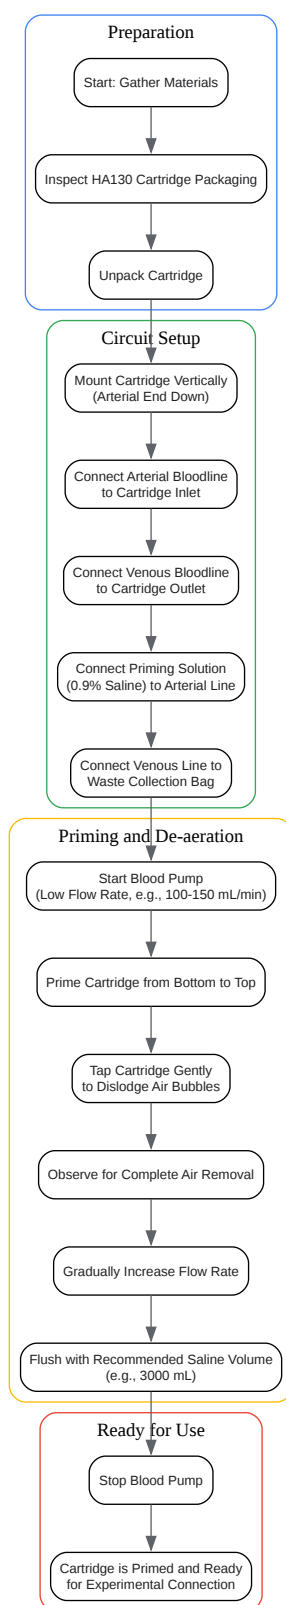 Preparation
Start: Gather Materials
Inspect HA130 Cartridge Packaging
Unpack Cartridge
Circuit Setup
Mount Cartridge Vertically
(Arterial End Down)
Connect Arterial Bloodline
to Cartridge Inlet
Connect Venous Bloodline
to Cartridge Outlet
Connect Priming Solution
(0.9% Saline) to Arterial Line
Connect Venous Line to
Waste Collection Bag
Priming and De-aeration
Start Blood Pump
(Low Flow Rate, e.g., 100-150 mL/min)
Prime Cartridge from Bottom to Top
Tap Cartridge Gently
to Dislodge Air Bubbles
Observe for Complete Air Removal
Gradually Increase Flow Rate
Flush with Recommended Saline Volume
(e.g., 3000 mL)
Ready for Use
Stop Blood Pump
Cartridge is Primed and Ready
for Experimental Connection